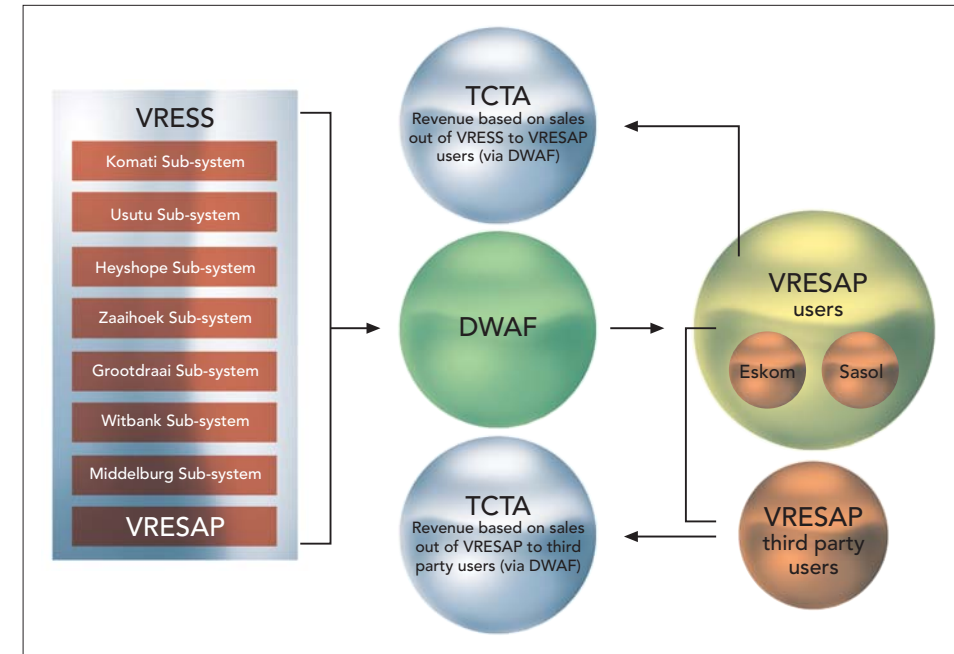 VRESS
Komati Sub-system
Usutu Sub-system
Heyshope Sub-system
Zaaihoek Sub-system
Grootdraai Sub-system
Witbank Sub-system
Middelburg Sub-system
VRESAP
TCTA
Revenue based on sales
out of VRESS to VRESAP
users (via DWAF)
DWAF
TCTA
Revenue based on sales
out of VRESAP to third
party users (via DWAF)
VRESAP
users
Eskom
Sasol
VRESAP
third party
users